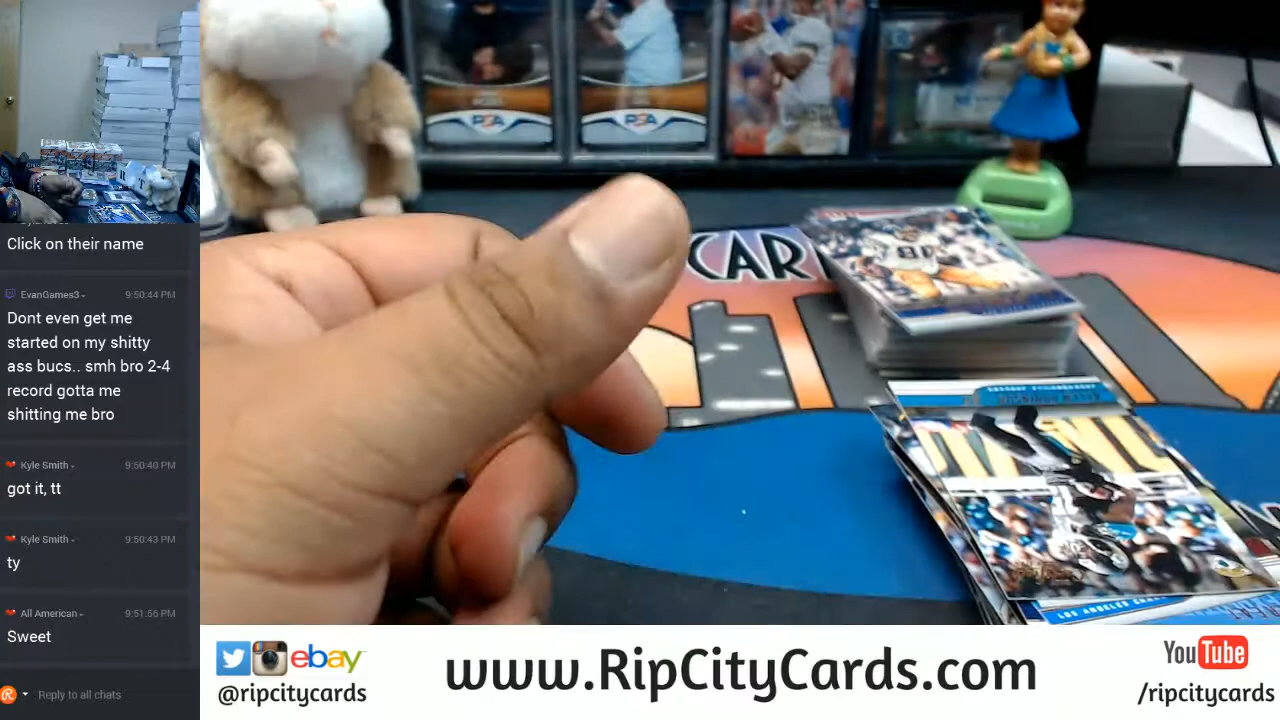 Click on their name
EvanGames3
9:50:44 PM
Dont even get me
started on my shitty
ass bucs.. smh bro 2-4
record gotta me
shitting me bro
Kyle Smith
9:50:40 PM
got it, tt
Kyle Smith
9:50:43 PM
ty
All American
9:51:56 PM
Sweet
Reply to all chats
PSA
PSA
CAR
80
LOS ANGELES
ebay
@ripcitycards
www.RipCityCards.com
YouTube
/ripcitycards